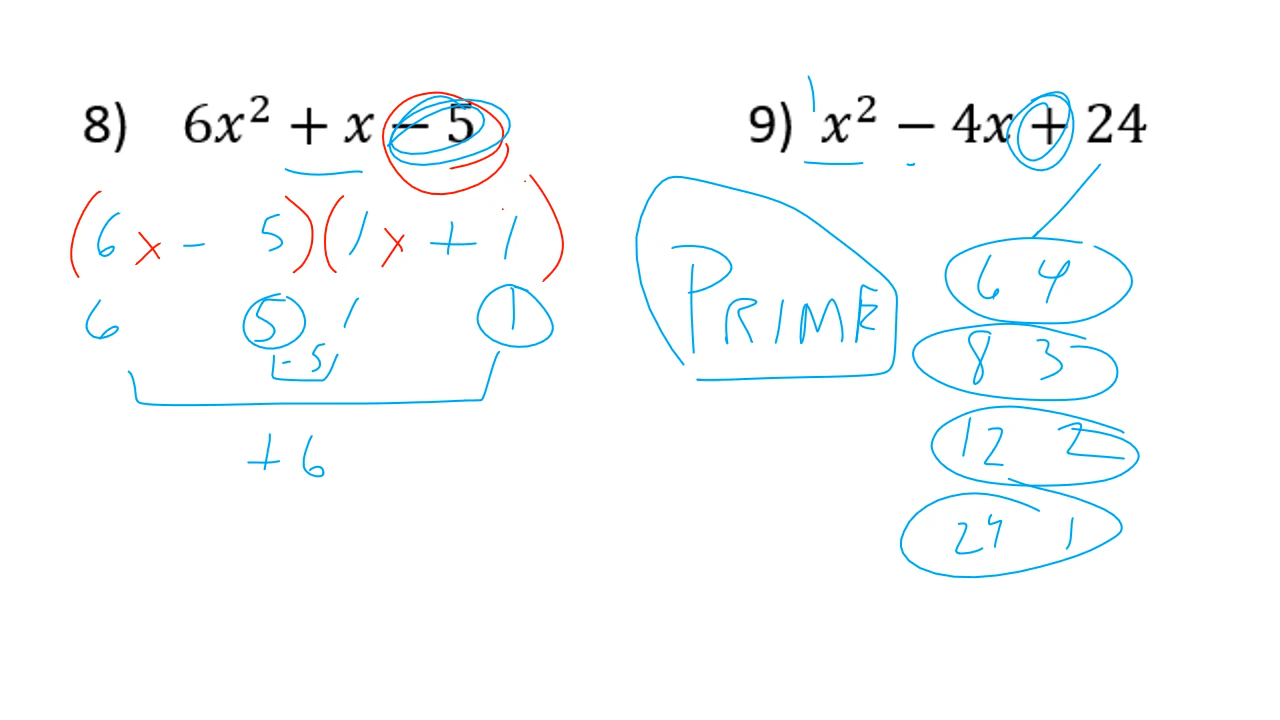 8) 6x² + x − 5
(6x − 5)(1x + 1)
6 5 1 1
-5
+6
9) 1x² − 4x + 24
PRIME
6 4
8 3
12 2
24 1